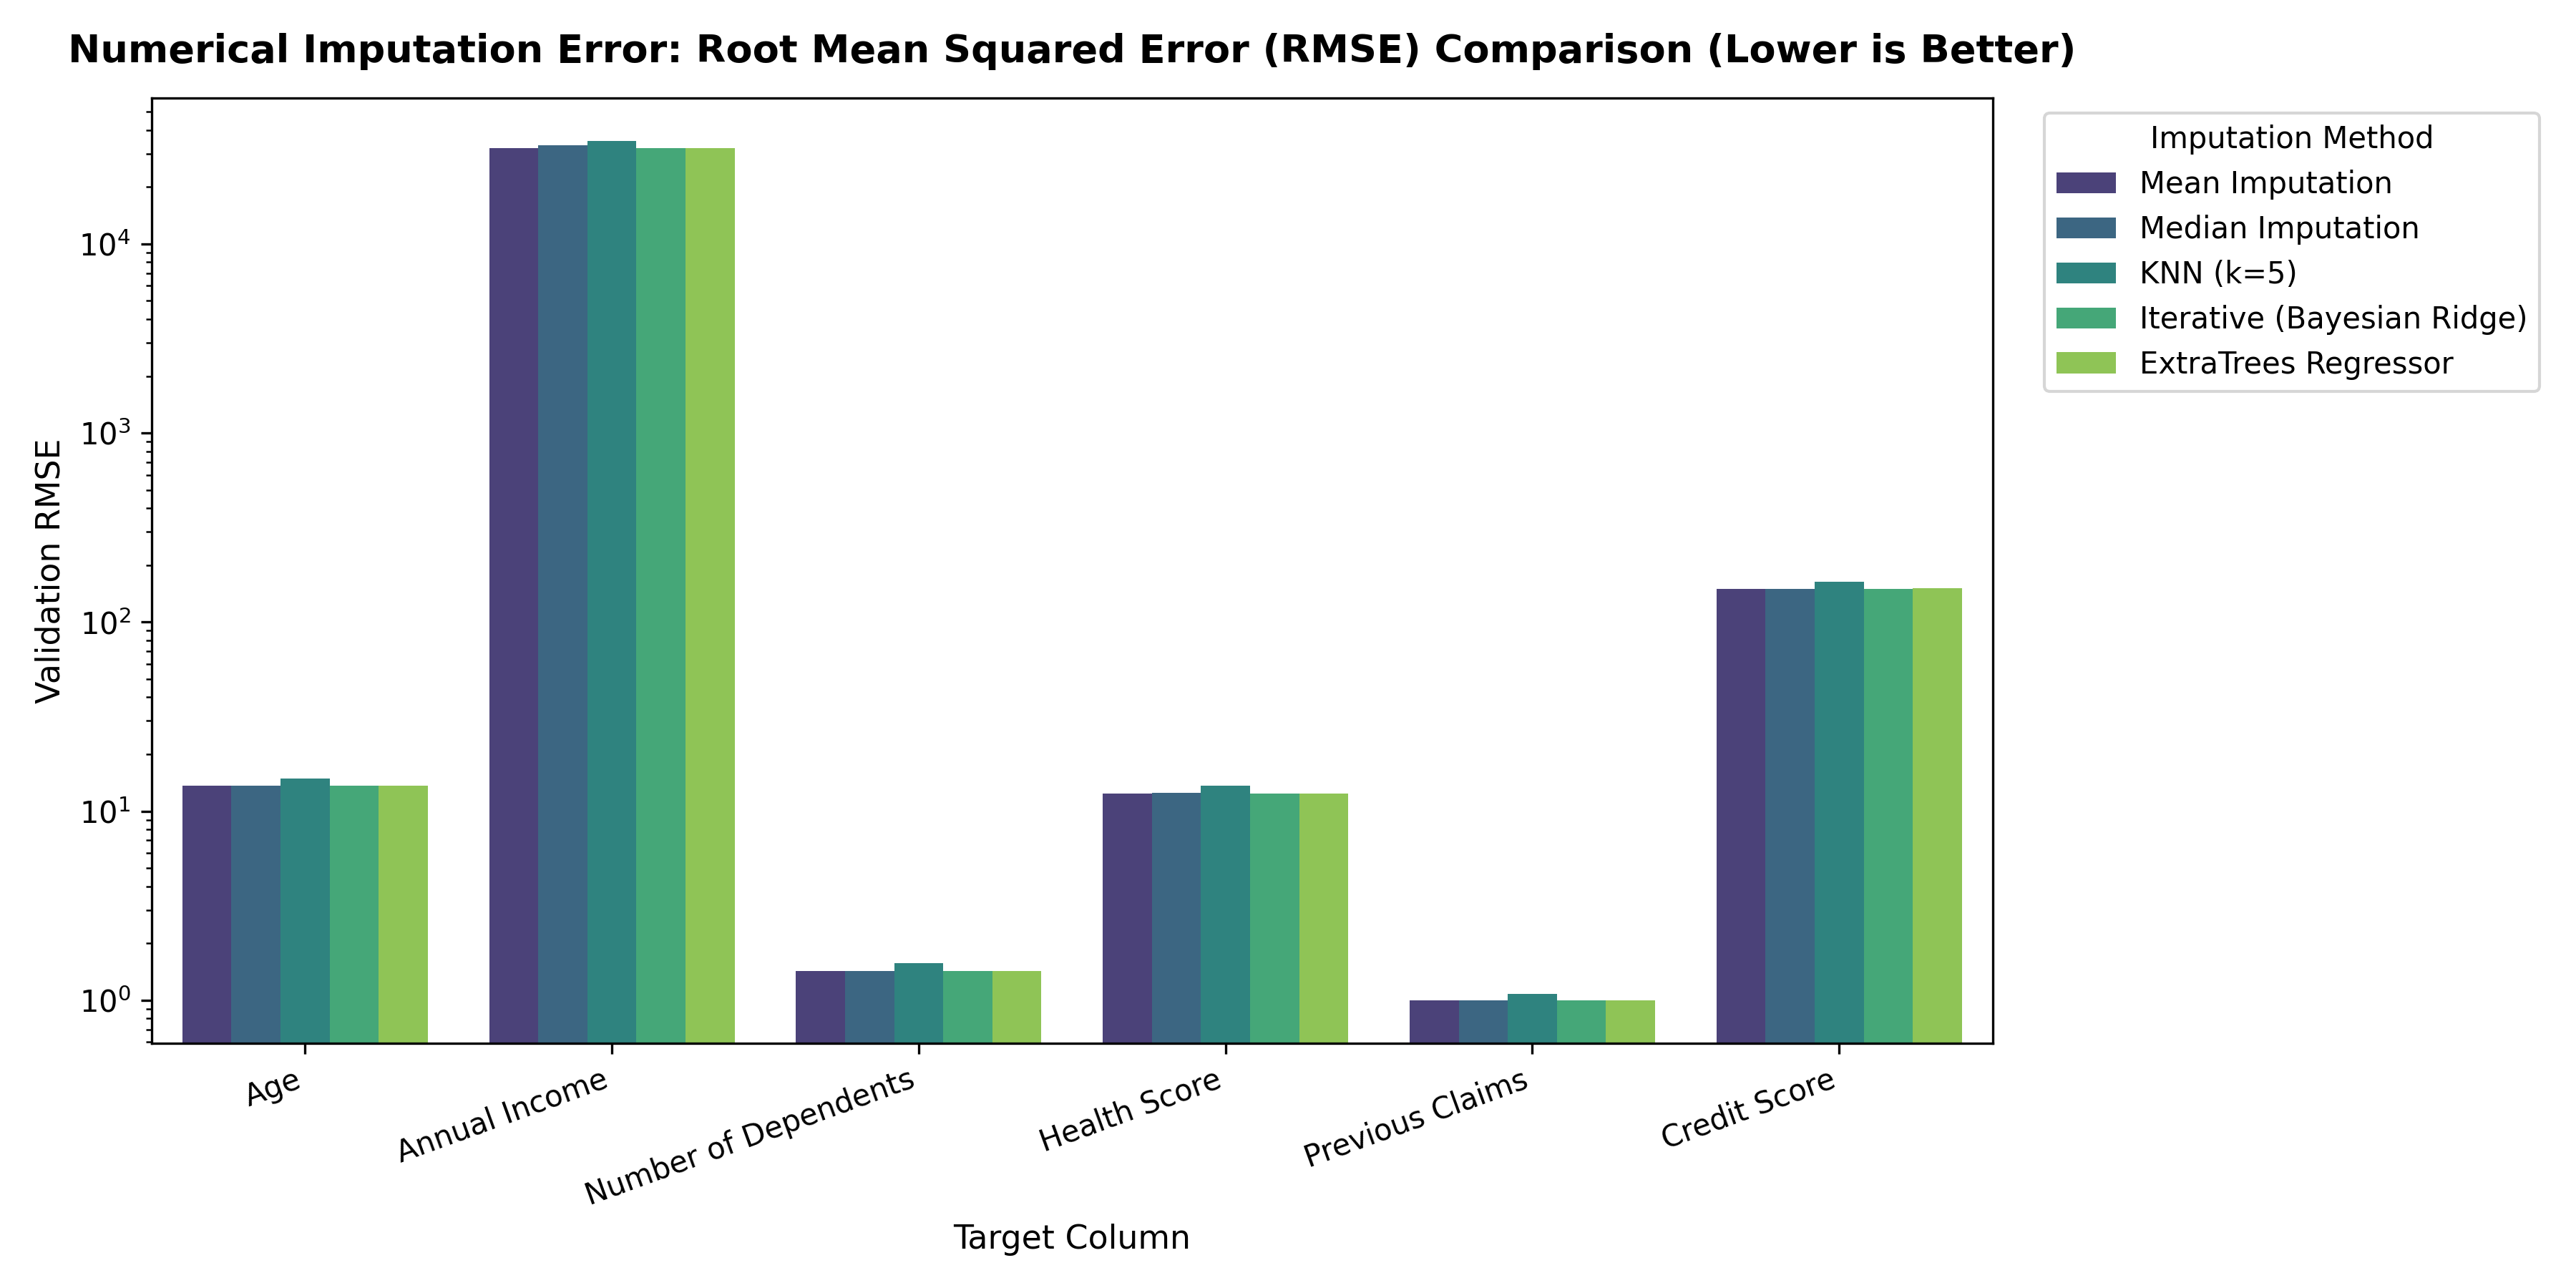 Numerical Imputation Error: Root Mean Squared Error (RMSE) Comparison (Lower is Better)
Imputation Method
Mean Imputation
Median Imputation
KNN (k=5)
Iterative (Bayesian Ridge)
ExtraTrees Regressor
Validation RMSE
10⁴
10³
10²
10¹
10⁰
Age
Annual Income
Number of Dependents
Health Score
Previous Claims
Credit Score
Target Column